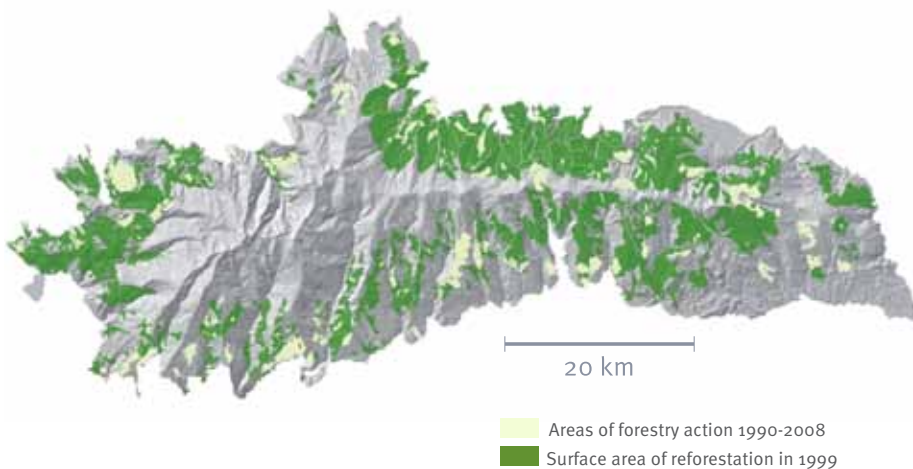 20 km
Areas of forestry action 1990-2008
Surface area of reforestation in 1999